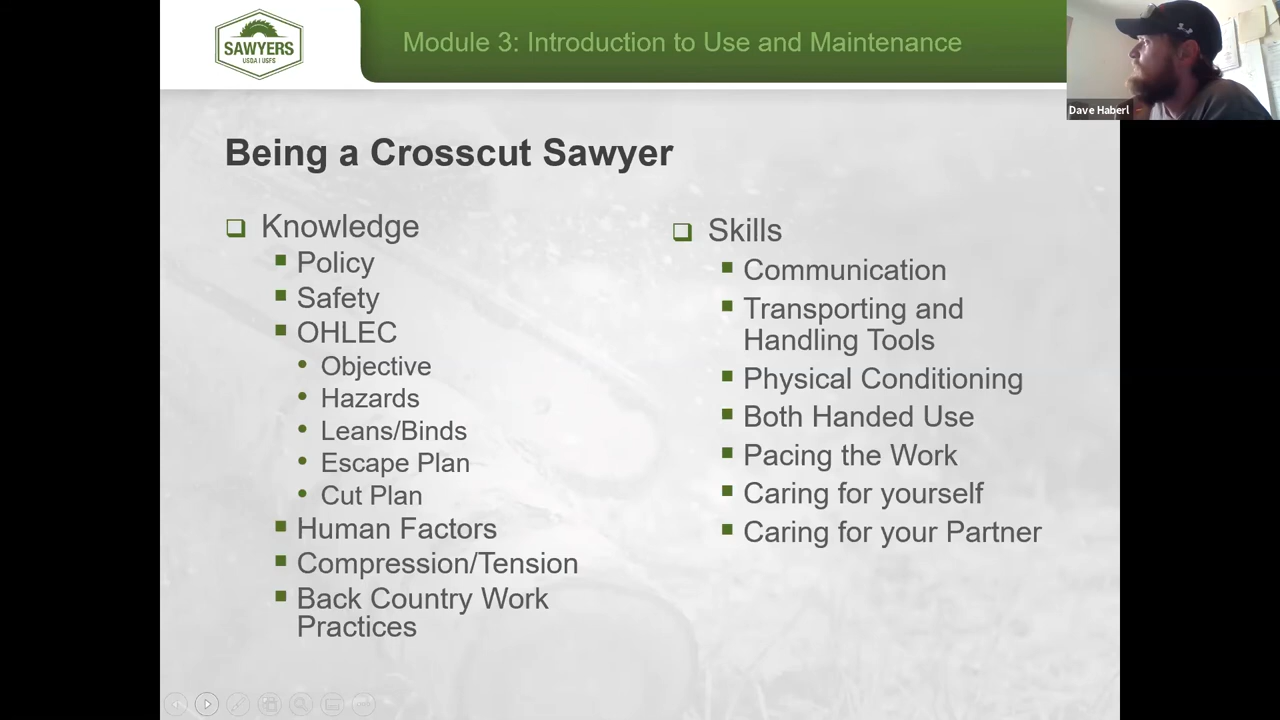 SAWYERS
USDA | USFS
Module 3: Introduction to Use and Maintenance
Dave Haberl
Being a Crosscut Sawyer
Knowledge
Policy
Safety
OHLEC
Objective
Hazards
Leans/Binds
Escape Plan
Cut Plan
Human Factors
Compression/Tension
Back Country Work
Practices
Skills
Communication
Transporting and
Handling Tools
Physical Conditioning
Both Handed Use
Pacing the Work
Caring for yourself
Caring for your Partner